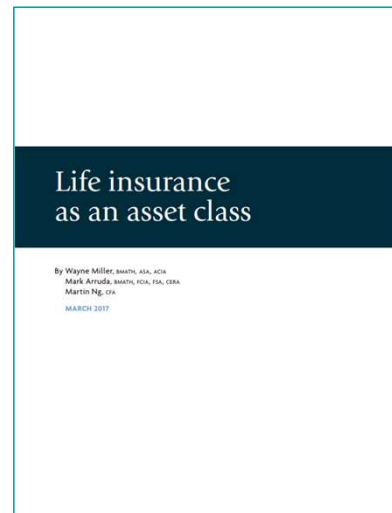 Life insurance
as an asset class
By Wayne Miller, BMATH, ASA, ACIA
Mark Arruda, BMATH, FCIA, FSA, CERA
Martin Ng, CFA
MARCH 2017